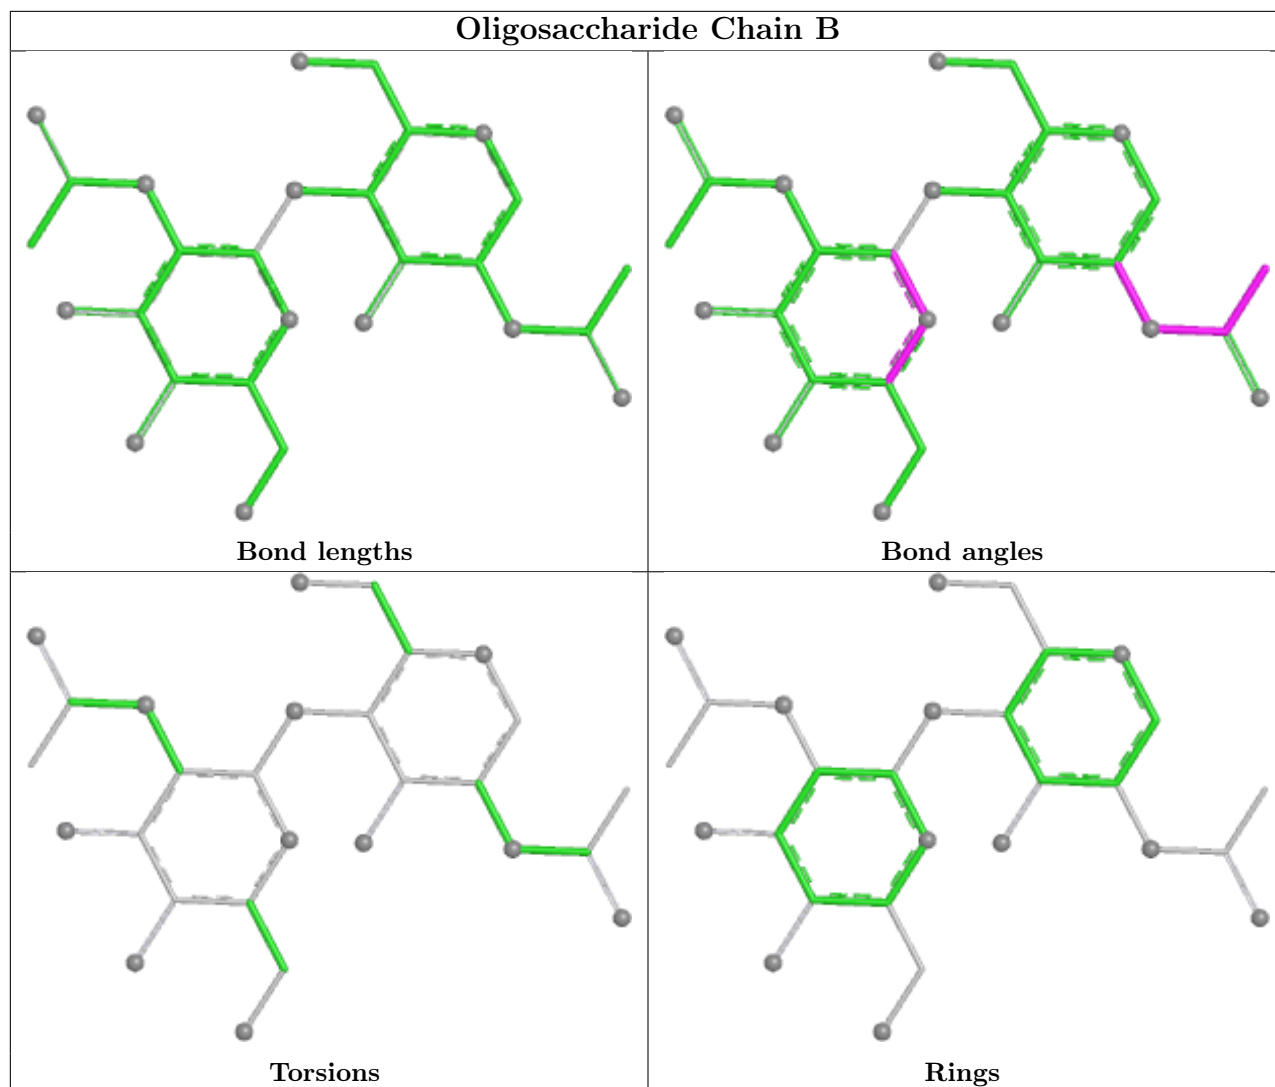 Oligosaccharide Chain B
Bond lengths
Bond angles
Torsions
Rings